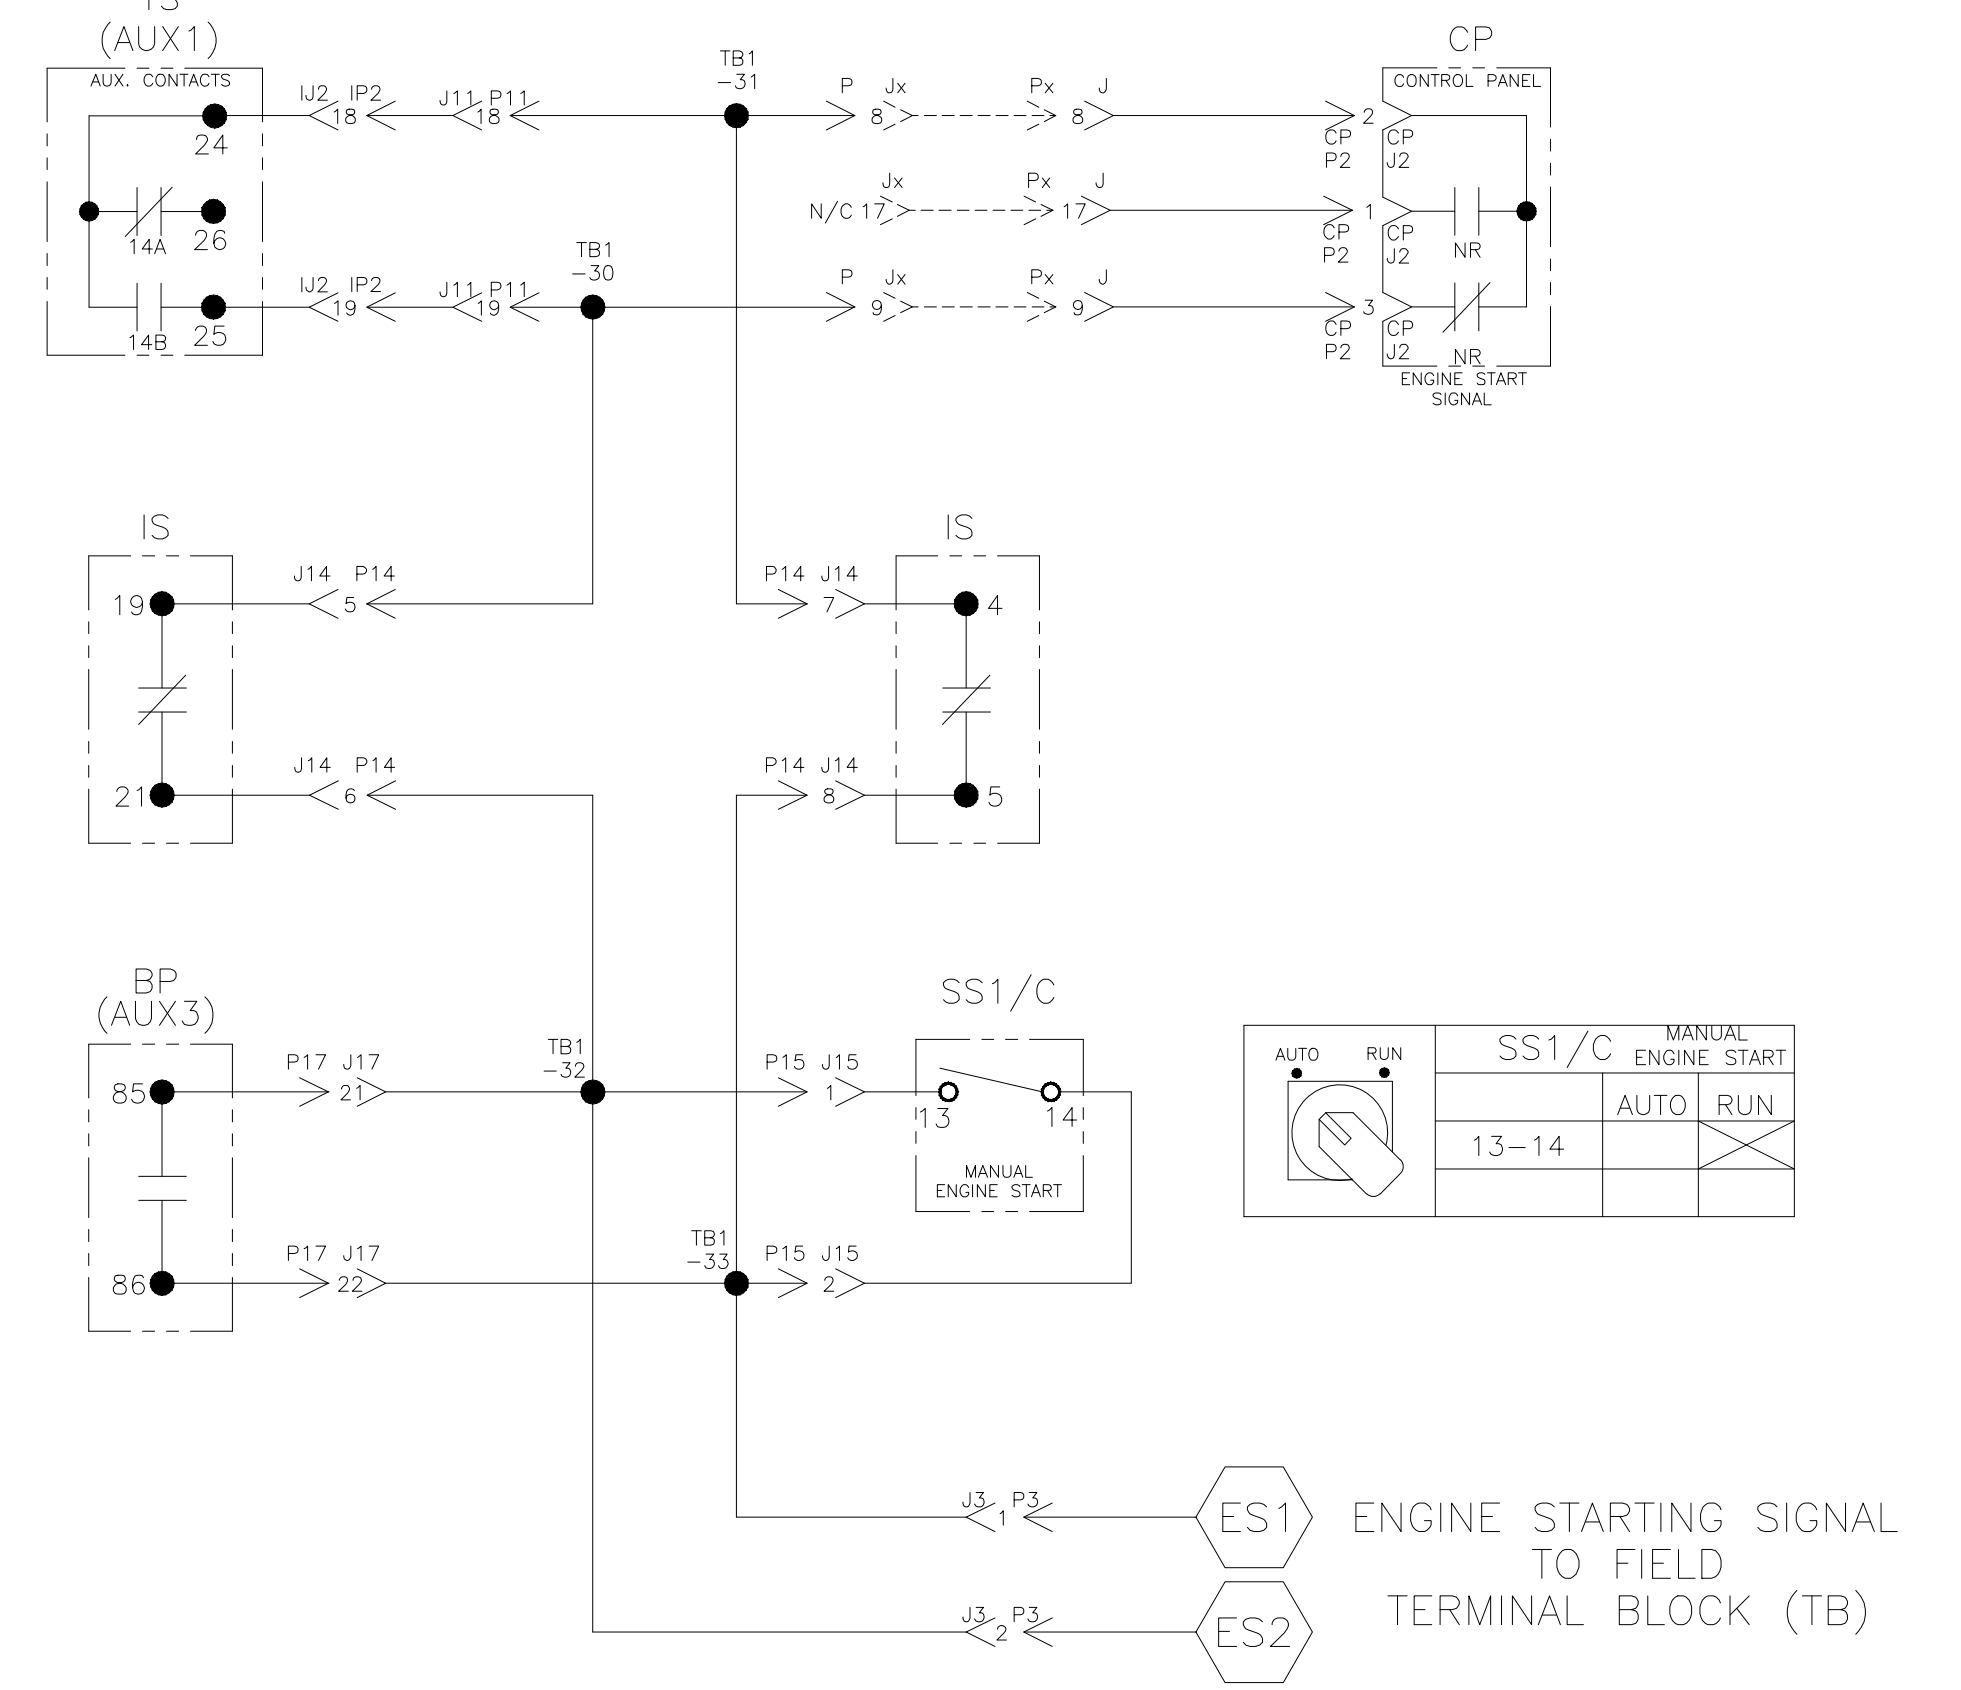 (AUX1)
AUX. CONTACTS
24
14A
26
14B
25
IJ2 IP2
18
J11 P11
18
TB1
-31
P Jx
8
Px J
8
2
CP
P2
CP
J2
CP
CONTROL PANEL
Jx
N/C 17
Px J
17
1
CP
P2
CP
J2
NR
IJ2 IP2
19
J11 P11
19
TB1
-30
P Jx
9
Px J
9
3
CP
P2
CP
J2
NR
ENGINE START
SIGNAL
IS
19
J14 P14
5
21
J14 P14
6
IS
P14 J14
7
4
P14 J14
8
5
BP
(AUX3)
85
P17 J17
21
TB1
-32
P15 J15
1
SS1/C
13
14
MANUAL
ENGINE START
86
P17 J17
22
TB1
-33
P15 J15
2
AUTO RUN
SS1/C
MANUAL
ENGINE START
AUTO RUN
13-14
J3 P3
1
ES1
J3 P3
2
ES2
ENGINE STARTING SIGNAL
TO FIELD
TERMINAL BLOCK (TB)